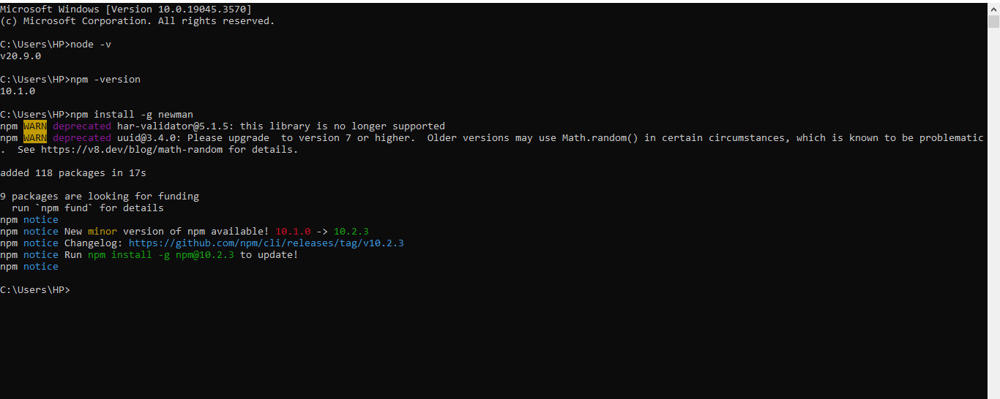 Microsoft Windows [Version 10.0.19045.3570]
(c) Microsoft Corporation. All rights reserved.
C:\Users\HP>node -v
v20.9.0
C:\Users\HP>npm -version
10.1.0
C:\Users\HP>npm install -g newman
npm WARN deprecated har-validator@5.1.5: this library is no longer supported
npm WARN deprecated uuid@3.4.0: Please upgrade  to version 7 or higher.  Older versions may use Math.random() in certain circumstances, which is known to be problematic
.  See https://v8.dev/blog/math-random for details.
added 118 packages in 17s
9 packages are looking for funding
  run `npm fund` for details
npm notice
npm notice New minor version of npm available! 10.1.0 -> 10.2.3
npm notice Changelog: https://github.com/npm/cli/releases/tag/v10.2.3
npm notice Run npm install -g npm@10.2.3 to update!
npm notice
C:\Users\HP>